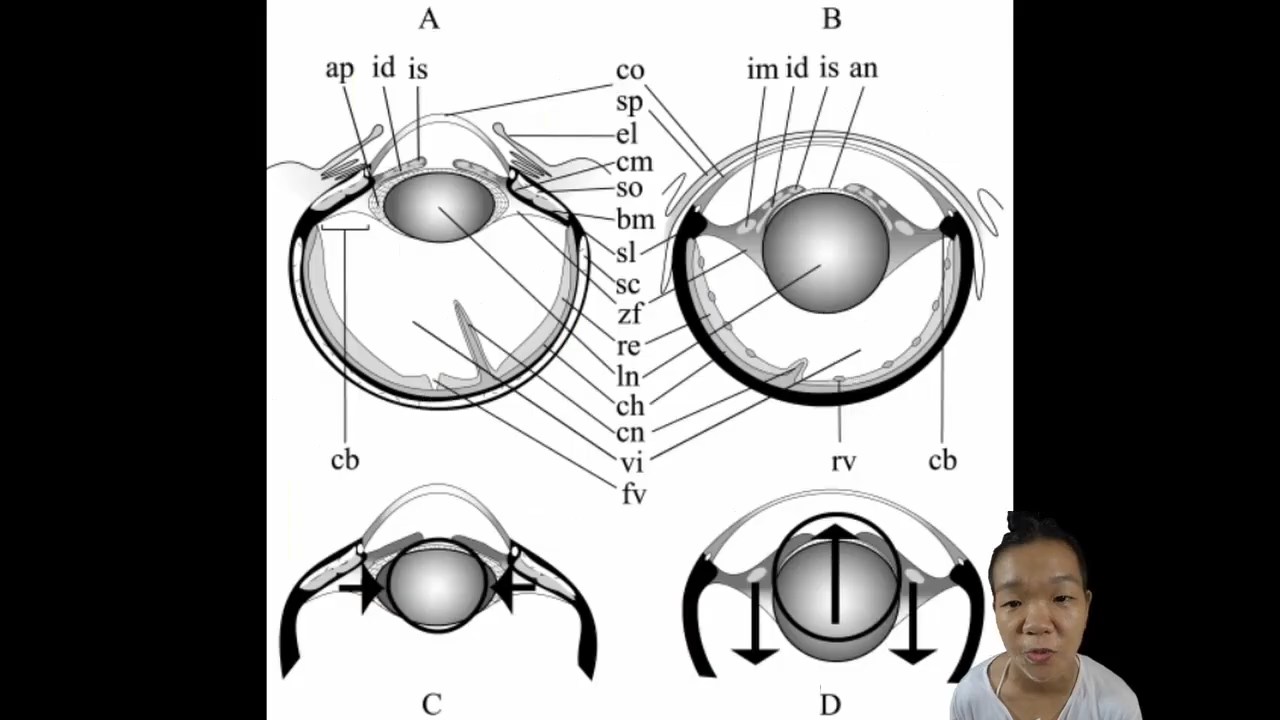 A B
ap id is co im id is an
sp
el
cm
so
bm
sl
sc
zf
re
ln
ch
cn
cb vi rv cb
fv
C D